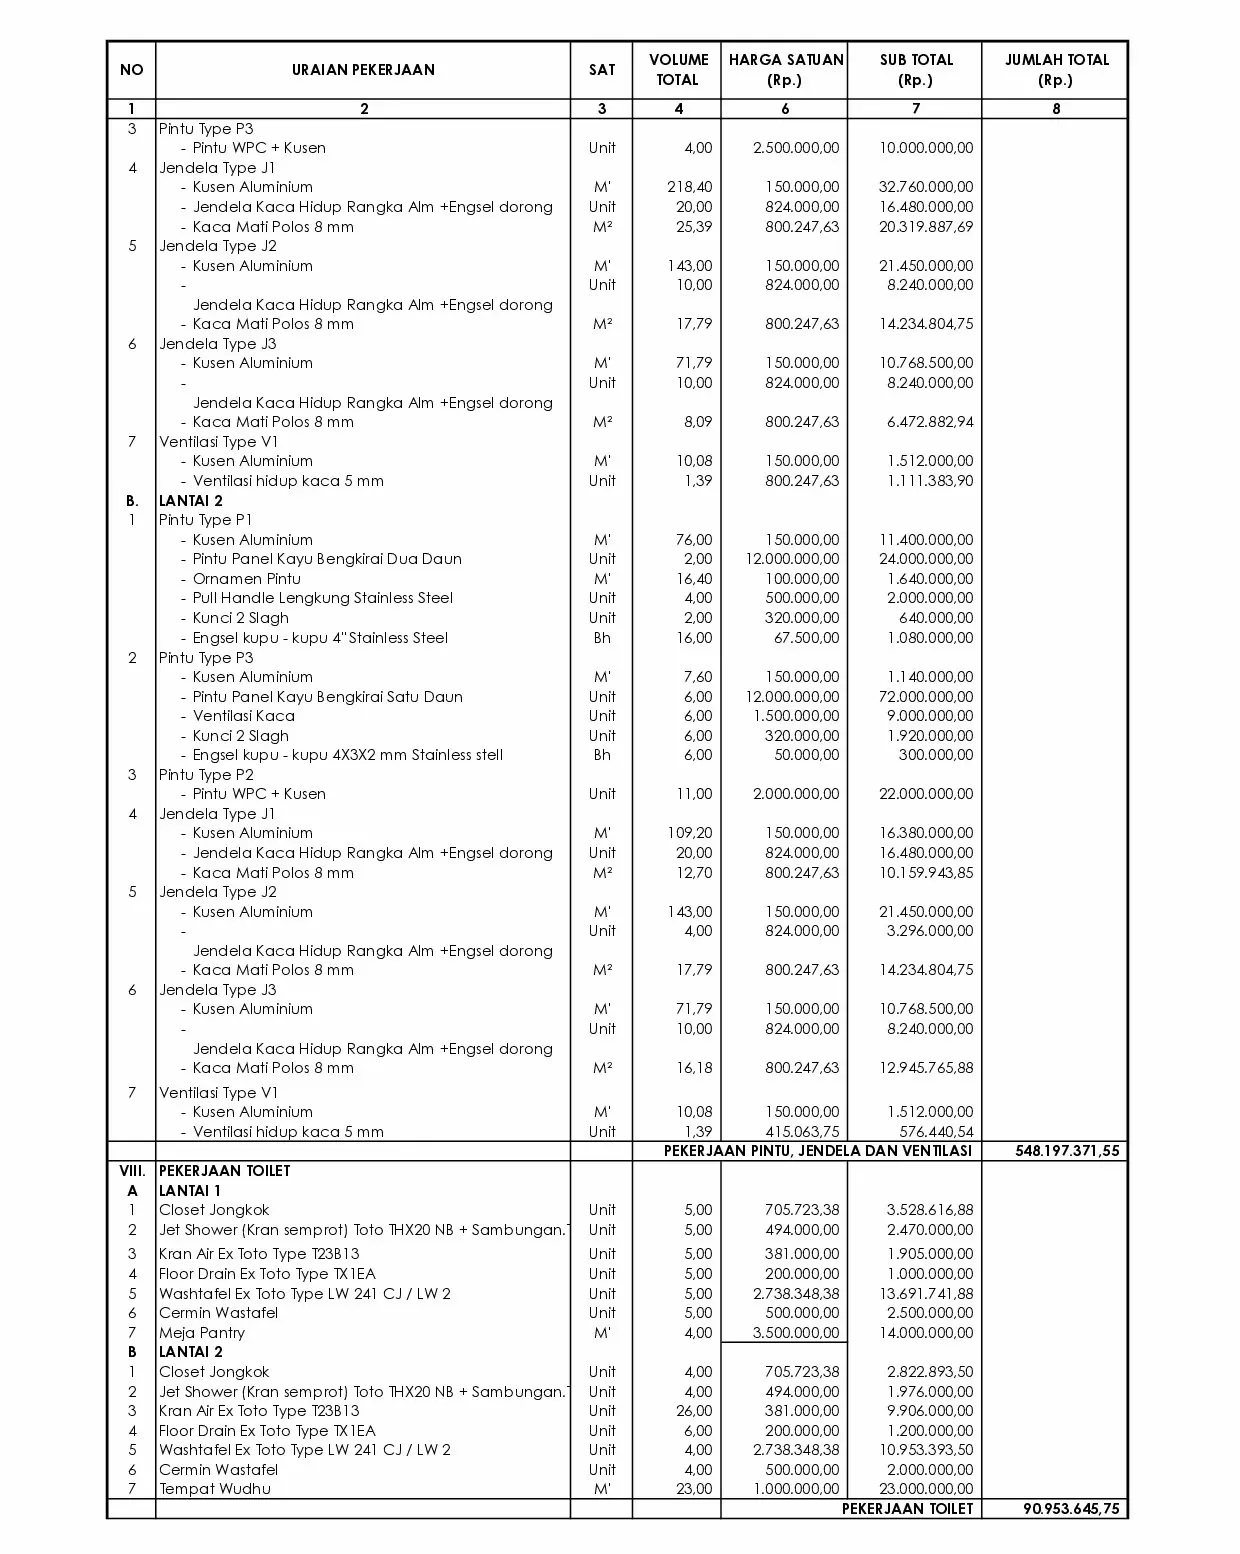 NO URAIAN PEKERJAAN SAT VOLUME TOTAL HARGA SATUAN (Rp.) SUB TOTAL (Rp.) JUMLAH TOTAL (Rp.)
1 2 3 4 6 7 8
3 Pintu Type P3
- Pintu WPC + Kusen Unit 4,00 2.500.000,00 10.000.000,00
4 Jendela Type J1
- Kusen Aluminium M' 218,40 150.000,00 32.760.000,00
- Jendela Kaca Hidup Rangka Alm +Engsel dorong Unit 20,00 824.000,00 16.480.000,00
- Kaca Mati Polos 8 mm M² 25,39 800.247,63 20.319.887,69
5 Jendela Type J2
- Kusen Aluminium M' 143,00 150.000,00 21.450.000,00
- Unit 10,00 824.000,00 8.240.000,00
Jendela Kaca Hidup Rangka Alm +Engsel dorong
- Kaca Mati Polos 8 mm M² 17,79 800.247,63 14.234.804,75
6 Jendela Type J3
- Kusen Aluminium M' 71,79 150.000,00 10.768.500,00
- Unit 10,00 824.000,00 8.240.000,00
Jendela Kaca Hidup Rangka Alm +Engsel dorong
- Kaca Mati Polos 8 mm M² 8,09 800.247,63 6.472.882,94
7 Ventilasi Type V1
- Kusen Aluminium M' 10,08 150.000,00 1.512.000,00
- Ventilasi hidup kaca 5 mm Unit 1,39 800.247,63 1.111.383,90
B. LANTAI 2
1 Pintu Type P1
- Kusen Aluminium M' 76,00 150.000,00 11.400.000,00
- Pintu Panel Kayu Bengkirai Dua Daun Unit 2,00 12.000.000,00 24.000.000,00
- Ornamen Pintu M' 16,40 100.000,00 1.640.000,00
- Pull Handle Lengkung Stainless Steel Unit 4,00 500.000,00 2.000.000,00
- Kunci 2 Slagh Unit 2,00 320.000,00 640.000,00
- Engsel kupu - kupu 4" Stainless Steel Bh 16,00 67.500,00 1.080.000,00
2 Pintu Type P3
- Kusen Aluminium M' 7,60 150.000,00 1.140.000,00
- Pintu Panel Kayu Bengkirai Satu Daun Unit 6,00 12.000.000,00 72.000.000,00
- Ventilasi Kaca Unit 6,00 1.500.000,00 9.000.000,00
- Kunci 2 Slagh Unit 6,00 320.000,00 1.920.000,00
- Engsel kupu - kupu 4X3X2 mm Stainless stell Bh 6,00 50.000,00 300.000,00
3 Pintu Type P2
- Pintu WPC + Kusen Unit 11,00 2.000.000,00 22.000.000,00
4 Jendela Type J1
- Kusen Aluminium M' 109,20 150.000,00 16.380.000,00
- Jendela Kaca Hidup Rangka Alm +Engsel dorong Unit 20,00 824.000,00 16.480.000,00
- Kaca Mati Polos 8 mm M² 12,70 800.247,63 10.159.943,85
5 Jendela Type J2
- Kusen Aluminium M' 143,00 150.000,00 21.450.000,00
- Unit 4,00 824.000,00 3.296.000,00
Jendela Kaca Hidup Rangka Alm +Engsel dorong
- Kaca Mati Polos 8 mm M² 17,79 800.247,63 14.234.804,75
6 Jendela Type J3
- Kusen Aluminium M' 71,79 150.000,00 10.768.500,00
- Unit 10,00 824.000,00 8.240.000,00
Jendela Kaca Hidup Rangka Alm +Engsel dorong
- Kaca Mati Polos 8 mm M² 16,18 800.247,63 12.945.765,88
7 Ventilasi Type V1
- Kusen Aluminium M' 10,08 150.000,00 1.512.000,00
- Ventilasi hidup kaca 5 mm Unit 1,39 415.063,75 576.440,54
PEKERJAAN PINTU, JENDELA DAN VENTILASI 548.197.371,55
VIII. PEKERJAAN TOILET
A LANTAI 1
1 Closet Jongkok Unit 5,00 705.723,38 3.528.616,88
2 Jet Shower (Kran semprot) Toto THX20 NB + Sambungan.T Unit 5,00 494.000,00 2.470.000,00
3 Kran Air Ex Toto Type T23B13 Unit 5,00 381.000,00 1.905.000,00
4 Floor Drain Ex Toto Type TX1EA Unit 5,00 200.000,00 1.000.000,00
5 Washtafel Ex Toto Type LW 241 CJ / LW 2 Unit 5,00 2.738.348,38 13.691.741,88
6 Cermin Wastafel Unit 5,00 500.000,00 2.500.000,00
7 Meja Pantry M' 4,00 3.500.000,00 14.000.000,00
B LANTAI 2
1 Closet Jongkok Unit 4,00 705.723,38 2.822.893,50
2 Jet Shower (Kran semprot) Toto THX20 NB + Sambungan.T Unit 4,00 494.000,00 1.976.000,00
3 Kran Air Ex Toto Type T23B13 Unit 26,00 381.000,00 9.906.000,00
4 Floor Drain Ex Toto Type TX1EA Unit 6,00 200.000,00 1.200.000,00
5 Washtafel Ex Toto Type LW 241 CJ / LW 2 Unit 4,00 2.738.348,38 10.953.393,50
6 Cermin Wastafel Unit 4,00 500.000,00 2.000.000,00
7 Tempat Wudhu M' 23,00 1.000.000,00 23.000.000,00
PEKERJAAN TOILET 90.953.645,75